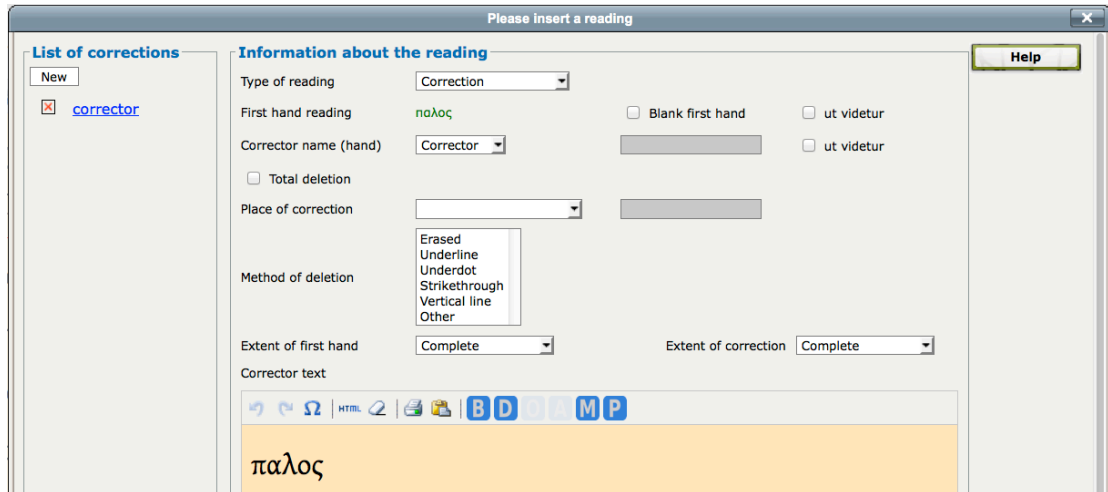 Please insert a reading
List of corrections
New
corrector
Information about the reading
Type of reading Correction
First hand reading παλος Blank first hand ut videtur
Corrector name (hand) Corrector ut videtur
Total deletion
Place of correction
Method of deletion
Erased
Underline
Underdot
Strikethrough
Vertical line
Other
Extent of first hand Complete Extent of correction Complete
Corrector text
Ω HTML B D O A M P
παλος
Help